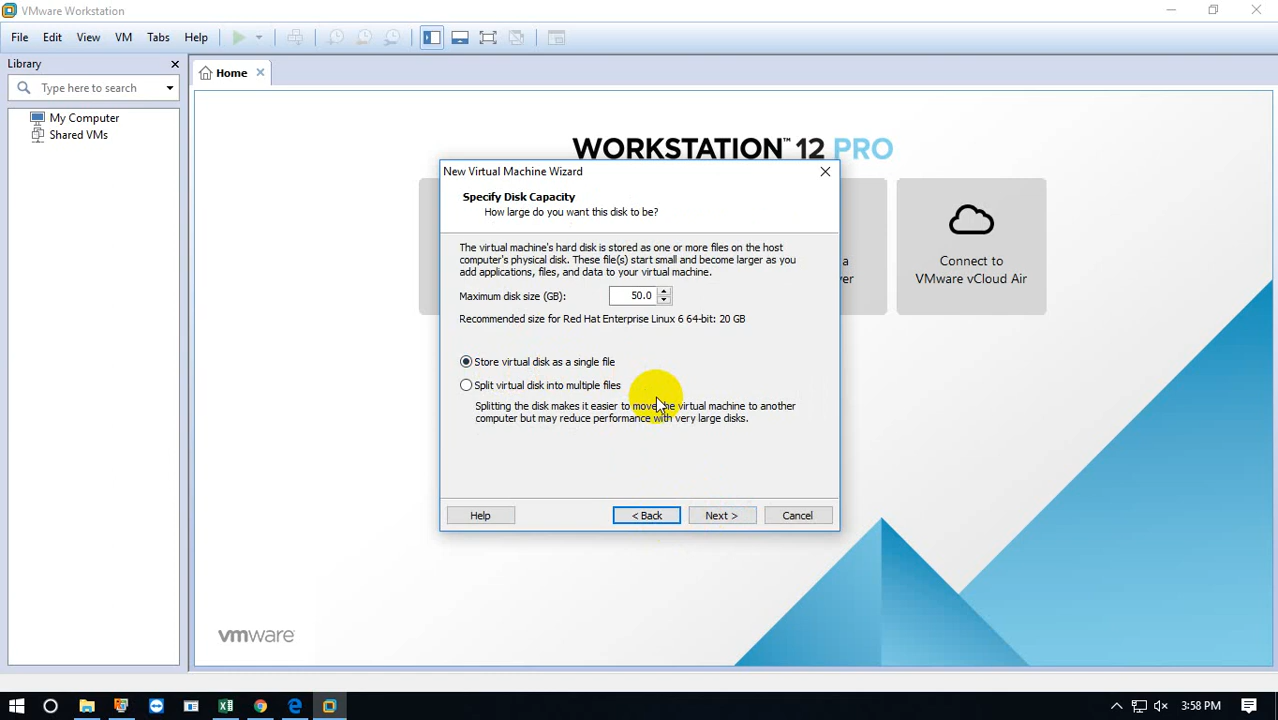 VMware Workstation
File Edit View VM Tabs Help
Library
Type here to search
My Computer
Shared VMs
Home
WORKSTATION™ 12 PRO
New Virtual Machine Wizard
Specify Disk Capacity
How large do you want this disk to be?
The virtual machine's hard disk is stored as one or more files on the host
computer's physical disk. These file(s) start small and become larger as you
add applications, files, and data to your virtual machine.
Maximum disk size (GB): 50.0
Recommended size for Red Hat Enterprise Linux 6 64-bit: 20 GB
Store virtual disk as a single file
Split virtual disk into multiple files
Splitting the disk makes it easier to move the virtual machine to another
computer but may reduce performance with very large disks.
Help < Back Next > Cancel
a
Connect to
VMware vCloud Air
vmware
3:58 PM